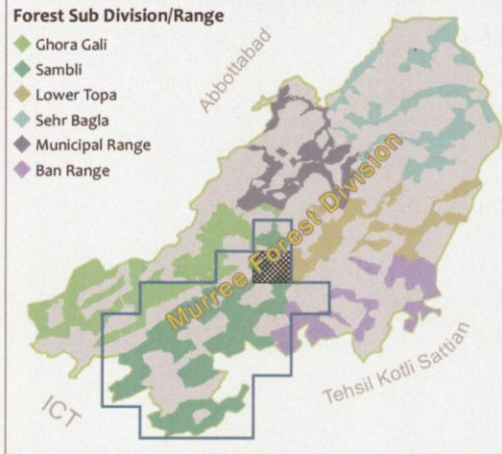 Forest Sub Division/Range
Ghora Gali
Sambli
Lower Topa
Sehr Bagla
Municipal Range
Ban Range
Abbottabad
Murree Forest Division
Tehsil Kotli Sattian
ICT